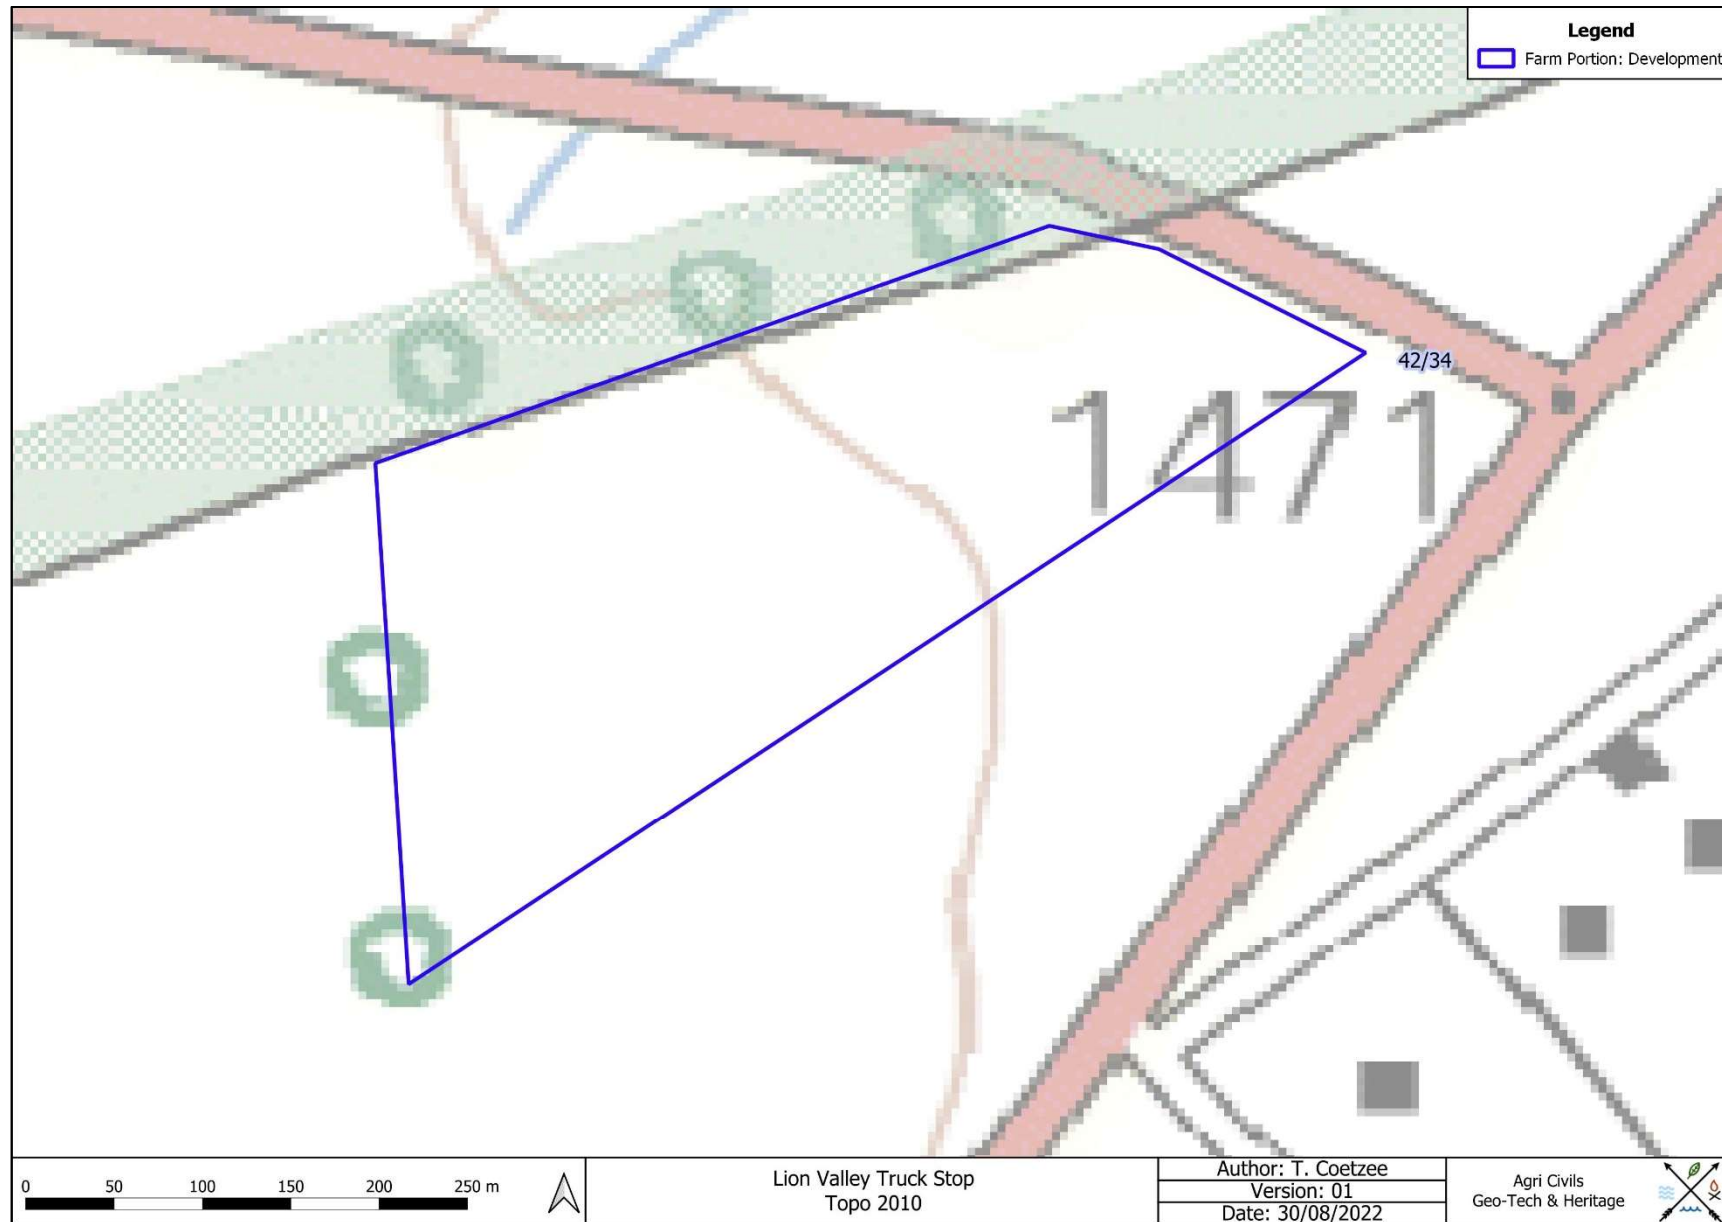 Legend
Farm Portion: Development
42/34
1471
0 50 100 150 200 250 m
Lion Valley Truck Stop
Topo 2010
Author: T. Coetzee
Version: 01
Date: 30/08/2022
Agri Civils
Geo-Tech & Heritage